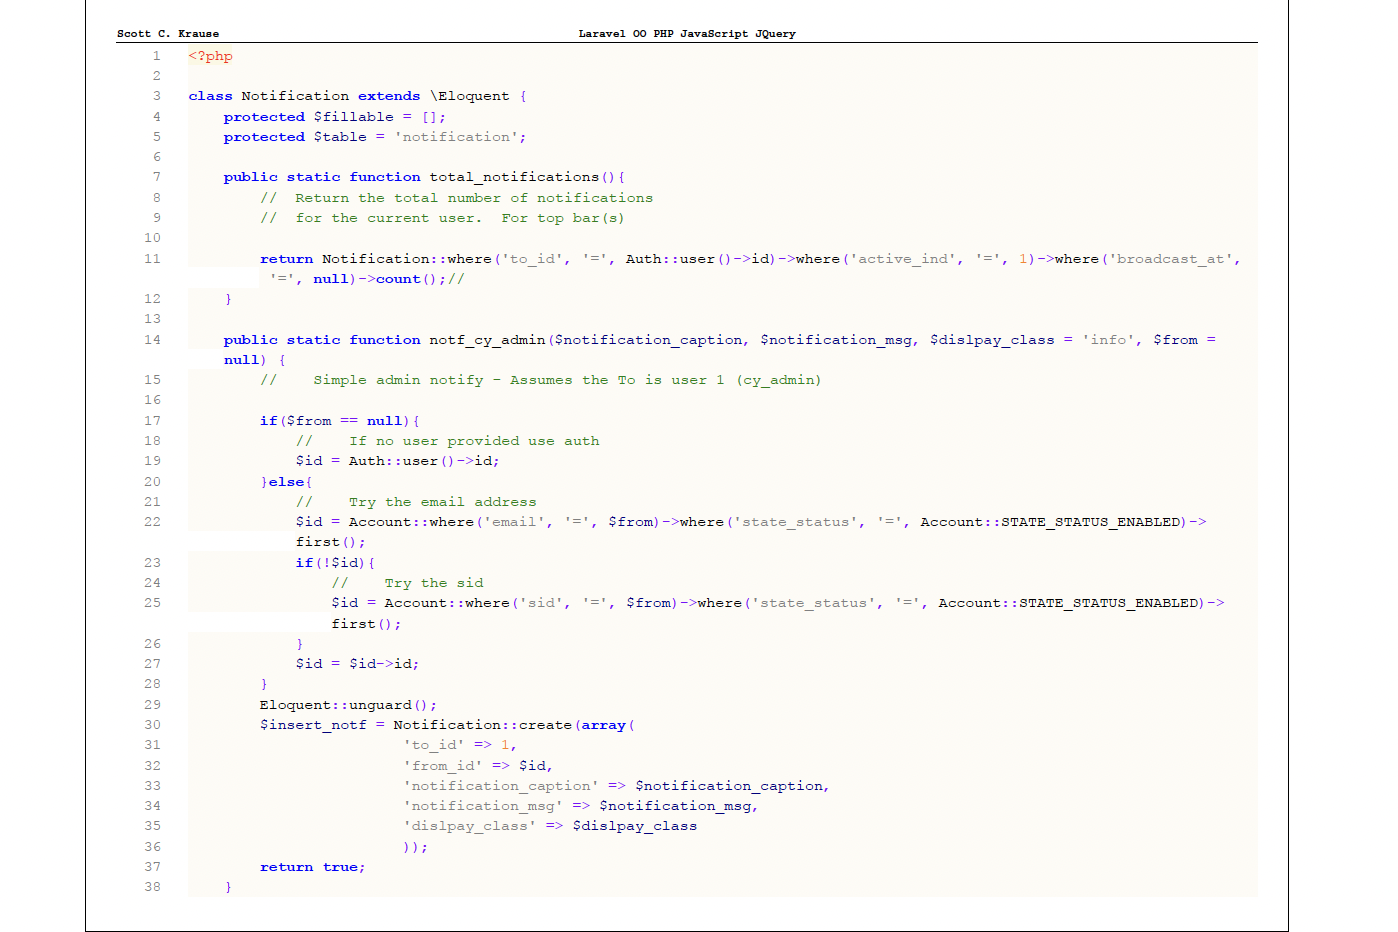 Scott C. Krause    Laravel OO PHP JavaScript JQuery
1 <?php
2
3 class Notification extends \Eloquent {
4     protected $fillable = [];
5     protected $table = 'notification';
6
7     public static function total_notifications(){
8         //  Return the total number of notifications
9         //  for the current user.  For top bar(s)
10
11         return Notification::where('to_id', '=', Auth::user()->id)->where('active_ind', '=', 1)->where('broadcast_at',
 '=', null)->count();//
12     }
13
14     public static function notf_cy_admin($notification_caption, $notification_msg, $dislpay_class = 'info', $from =
null) {
15         //    Simple admin notify - Assumes the To is user 1 (cy_admin)
16
17         if($from == null){
18             //    If no user provided use auth
19             $id = Auth::user()->id;
20         }else{
21             //    Try the email address
22             $id = Account::where('email', '=', $from)->where('state_status', '=', Account::STATE_STATUS_ENABLED)->
first();
23             if(!$id){
24                 //    Try the sid
25                 $id = Account::where('sid', '=', $from)->where('state_status', '=', Account::STATE_STATUS_ENABLED)->
first();
26             }
27             $id = $id->id;
28         }
29         Eloquent::unguard();
30         $insert_notf = Notification::create(array(
31                         'to_id' => 1,
32                         'from_id' => $id,
33                         'notification_caption' => $notification_caption,
34                         'notification_msg' => $notification_msg,
35                         'dislpay_class' => $dislpay_class
36                         ));
37         return true;
38     }